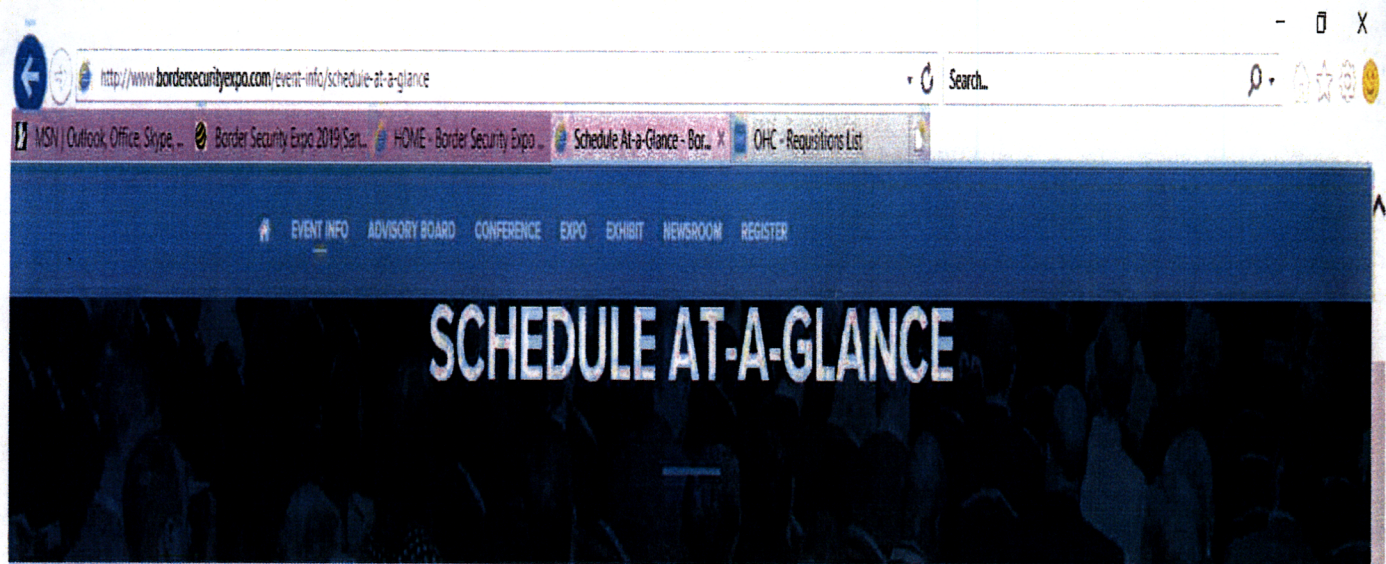 http://www.bordersecurityexpo.com/event-info/schedule-at-a-glance
Search...
MSN | Outlook, Office, Skype, ... Border Security Expo 2019 (San... HOME - Border Security Expo ... Schedule At-a-Glance - Bor... X OHC - Requisitions List
EVENT INFO ADVISORY BOARD CONFERENCE EXPO EXHIBIT NEWSROOM REGISTER
SCHEDULE AT-A-GLANCE